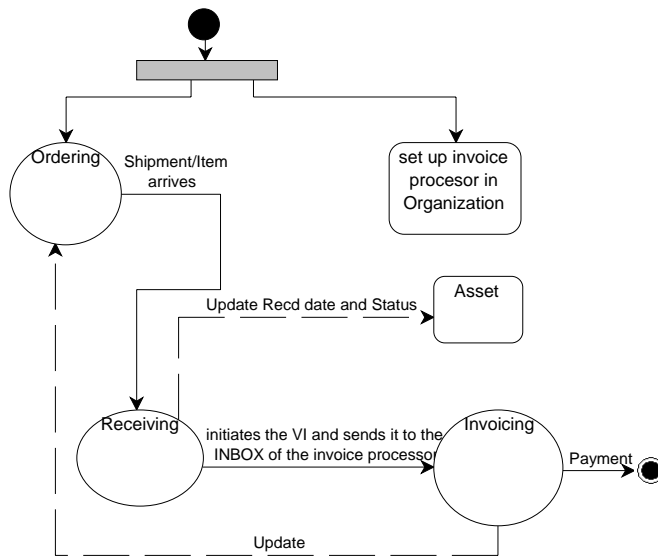 Ordering
Shipment/Item
arrives
set up invoice
procesor in
Organization
Update Recd date and Status
Asset
Receiving
initiates the VI and sends it to the
INBOX of the invoice processor
Invoicing
Payment
Update